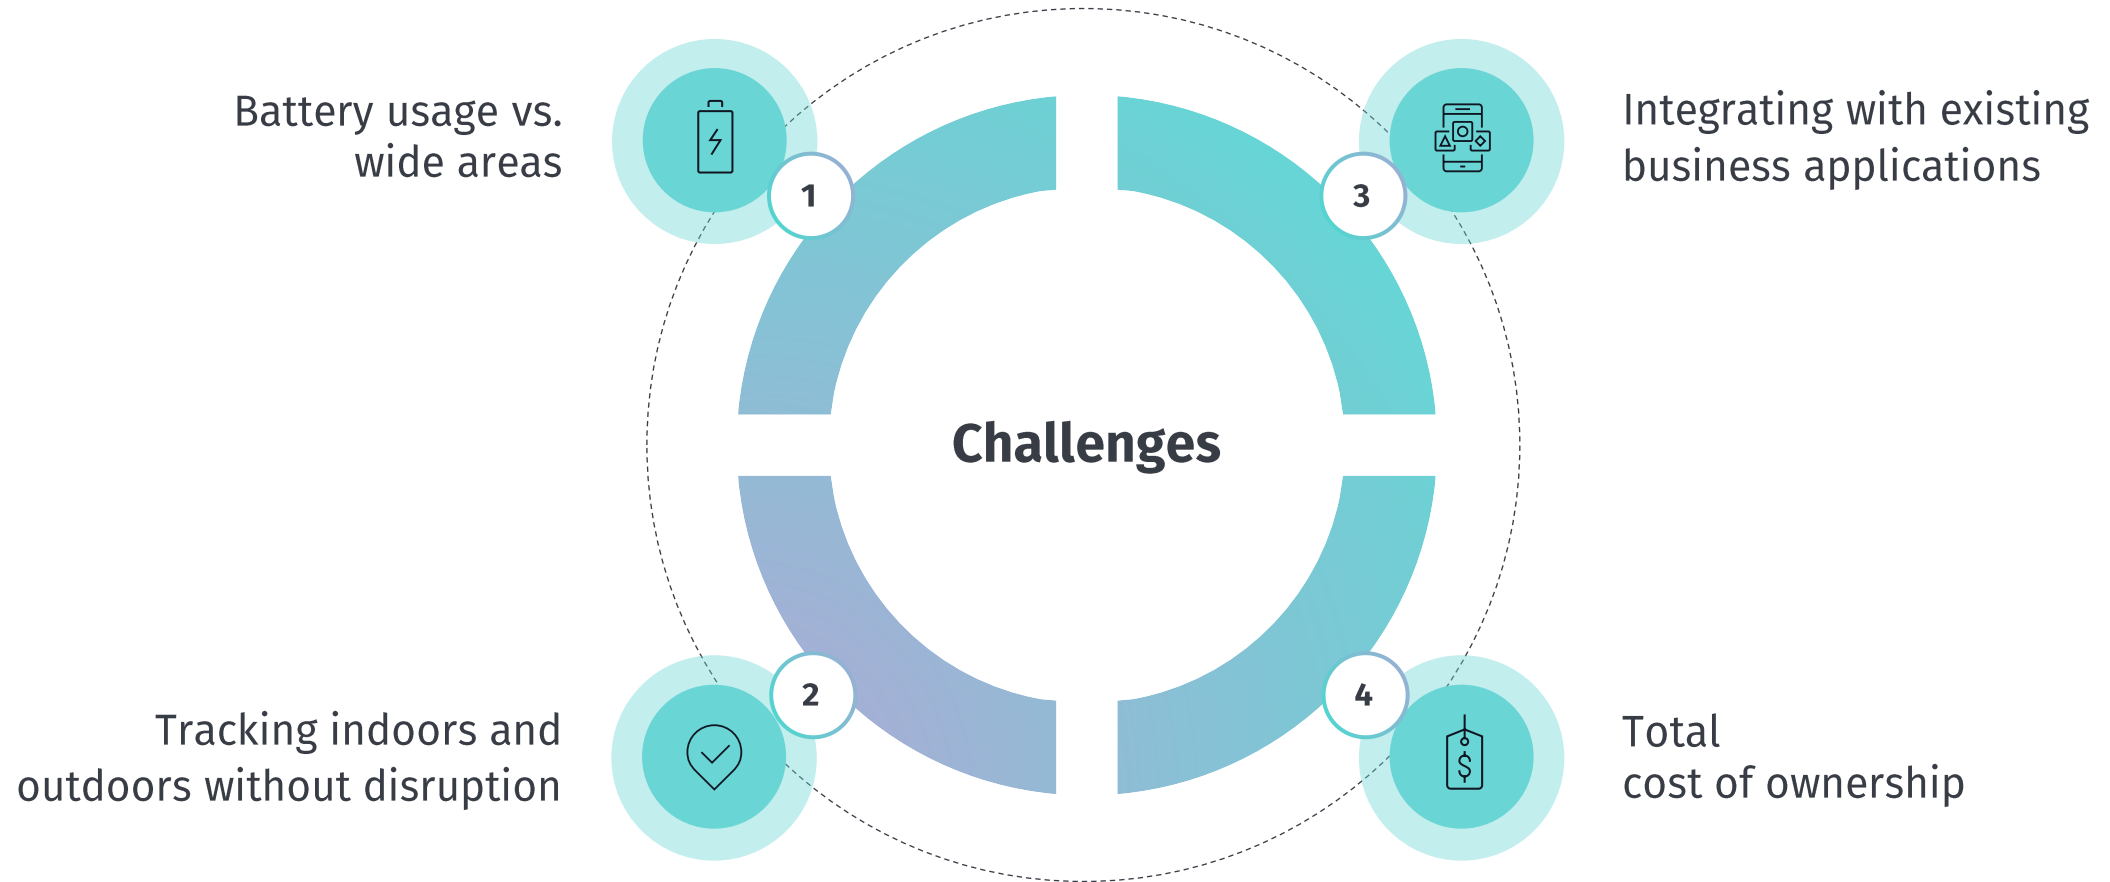 Battery usage vs.
wide areas
1
Tracking indoors and
outdoors without disruption
2
Challenges
Integrating with existing
business applications
3
Total
cost of ownership
4